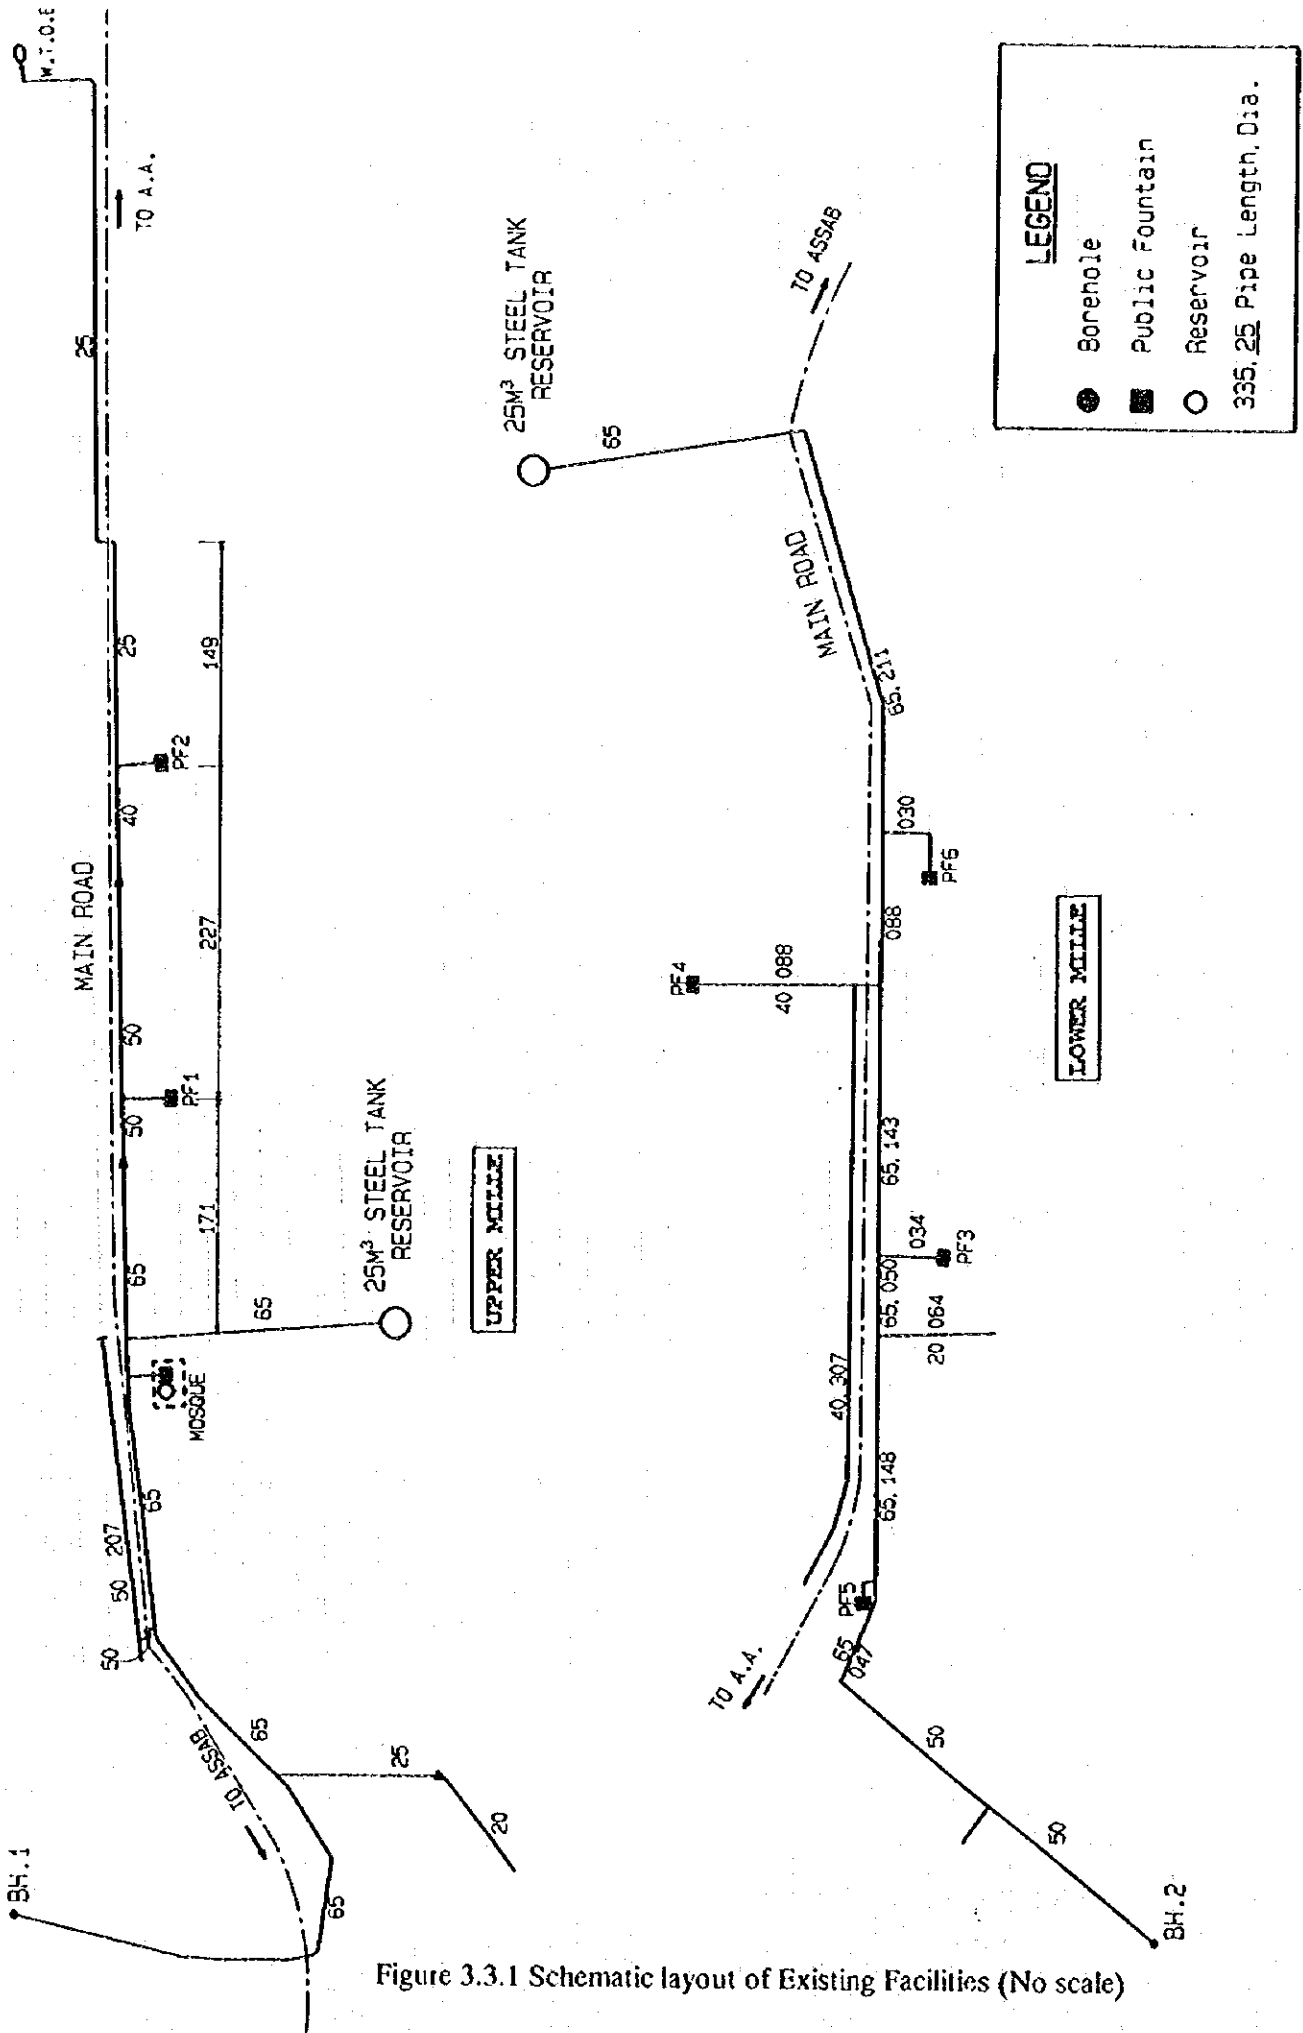 W.T.O.E
TO A.A.
25
25
149
PF2
40
MAIN ROAD
227
50
PF1
50
171
65
65
25M³ STEEL TANK
RESERVOIR
UPPER MILLE
MOSQUE
65
50 207
50
TO ASSAB
65
25
20
65
BH.1
25M³ STEEL TANK
RESERVOIR
65
TO ASSAB
MAIN ROAD
65, 211
030
PF6
088
PF4
40 088
65, 143
034
PF3
65, 050
20 064
40, 307
65, 148
PF5
65
047
TO A.A.
50
50
BH.2
LOWER MILLE
LEGEND
Borehole
Public Fountain
Reservoir
335, 25 Pipe Length, Dia.
Figure 3.3.1 Schematic layout of Existing Facilities (No scale)